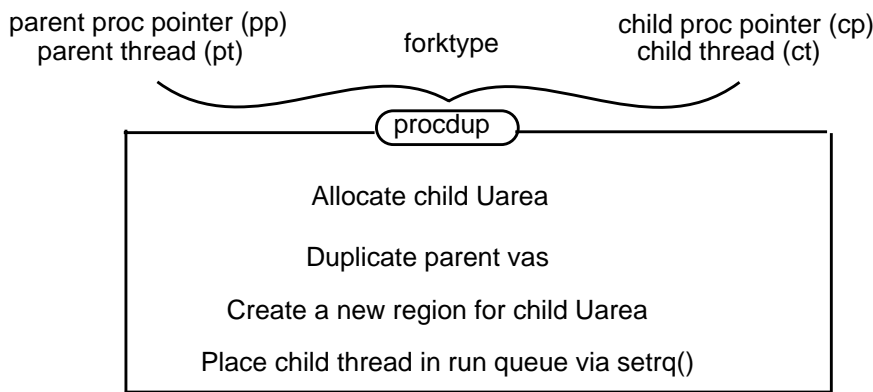 parent proc pointer (pp)
parent thread (pt)
forktype
child proc pointer (cp)
child thread (ct)
procdup
Allocate child Uarea
Duplicate parent vas
Create a new region for child Uarea
Place child thread in run queue via setrq()